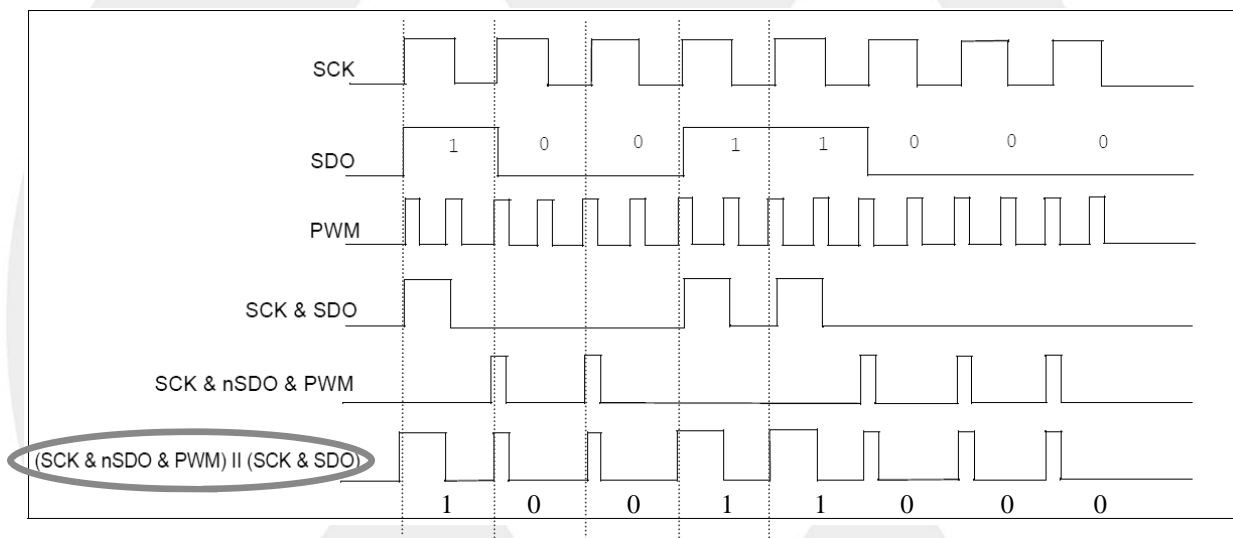 SCK
SDO 1 0 0 1 1 0 0 0
PWM
SCK & SDO
SCK & nSDO & PWM
(SCK & nSDO & PWM) II (SCK & SDO)
1 0 0 1 1 0 0 0